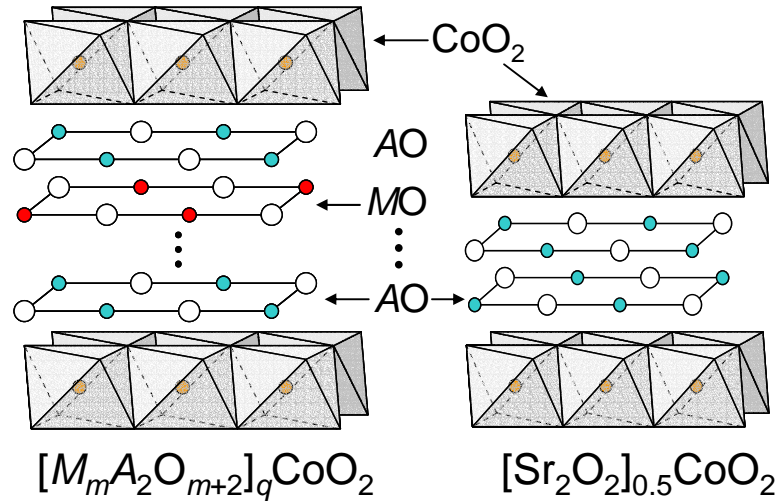 CoO₂
AO
MO
AO
[MₘA₂Oₘ₊₂]qCoO₂
[Sr₂O₂]₀.₅CoO₂